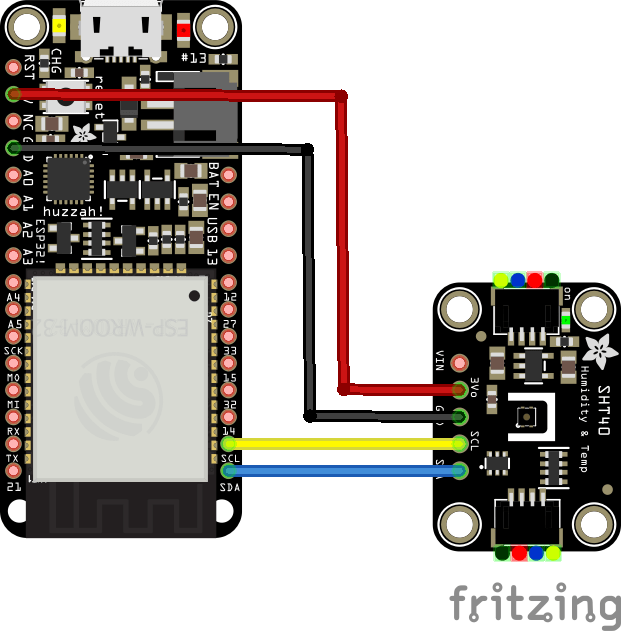 CHG
#13
RST
reset
NC
A0
A1
A2
A3
A4
A5
SCK
MO
MI
RX
TX
21
huzzah!
ESP32!
BAT
EN
USB
13
12
27
33
15
32
14
SCL
SDA
ESP-WROOM-32
on
VIN
3Vo
SCL
SHT40
Humidity & Temp
fritzing